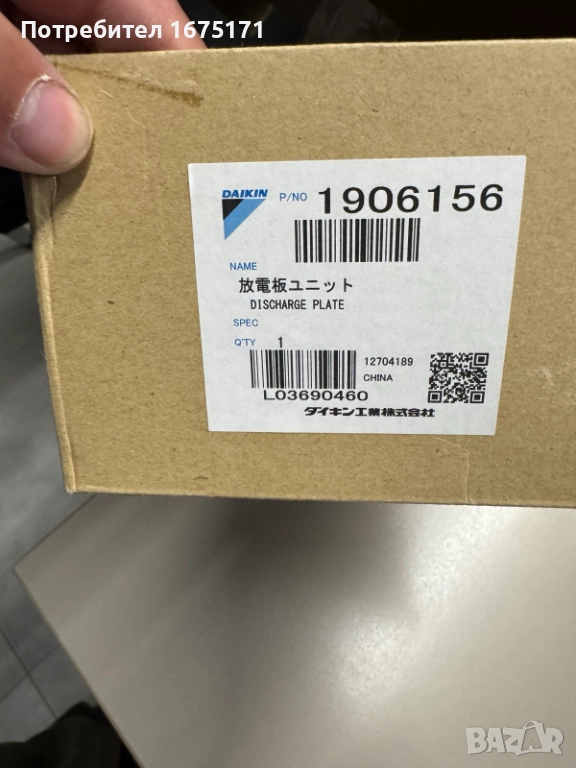 Потребител 1675171
DAIKIN P/NO 1906156
NAME
放電板ユニット
DISCHARGE PLATE
SPEC
Q'TY 1
12704189
CHINA
L03690460
ダイキン工業株式会社
BAZAR